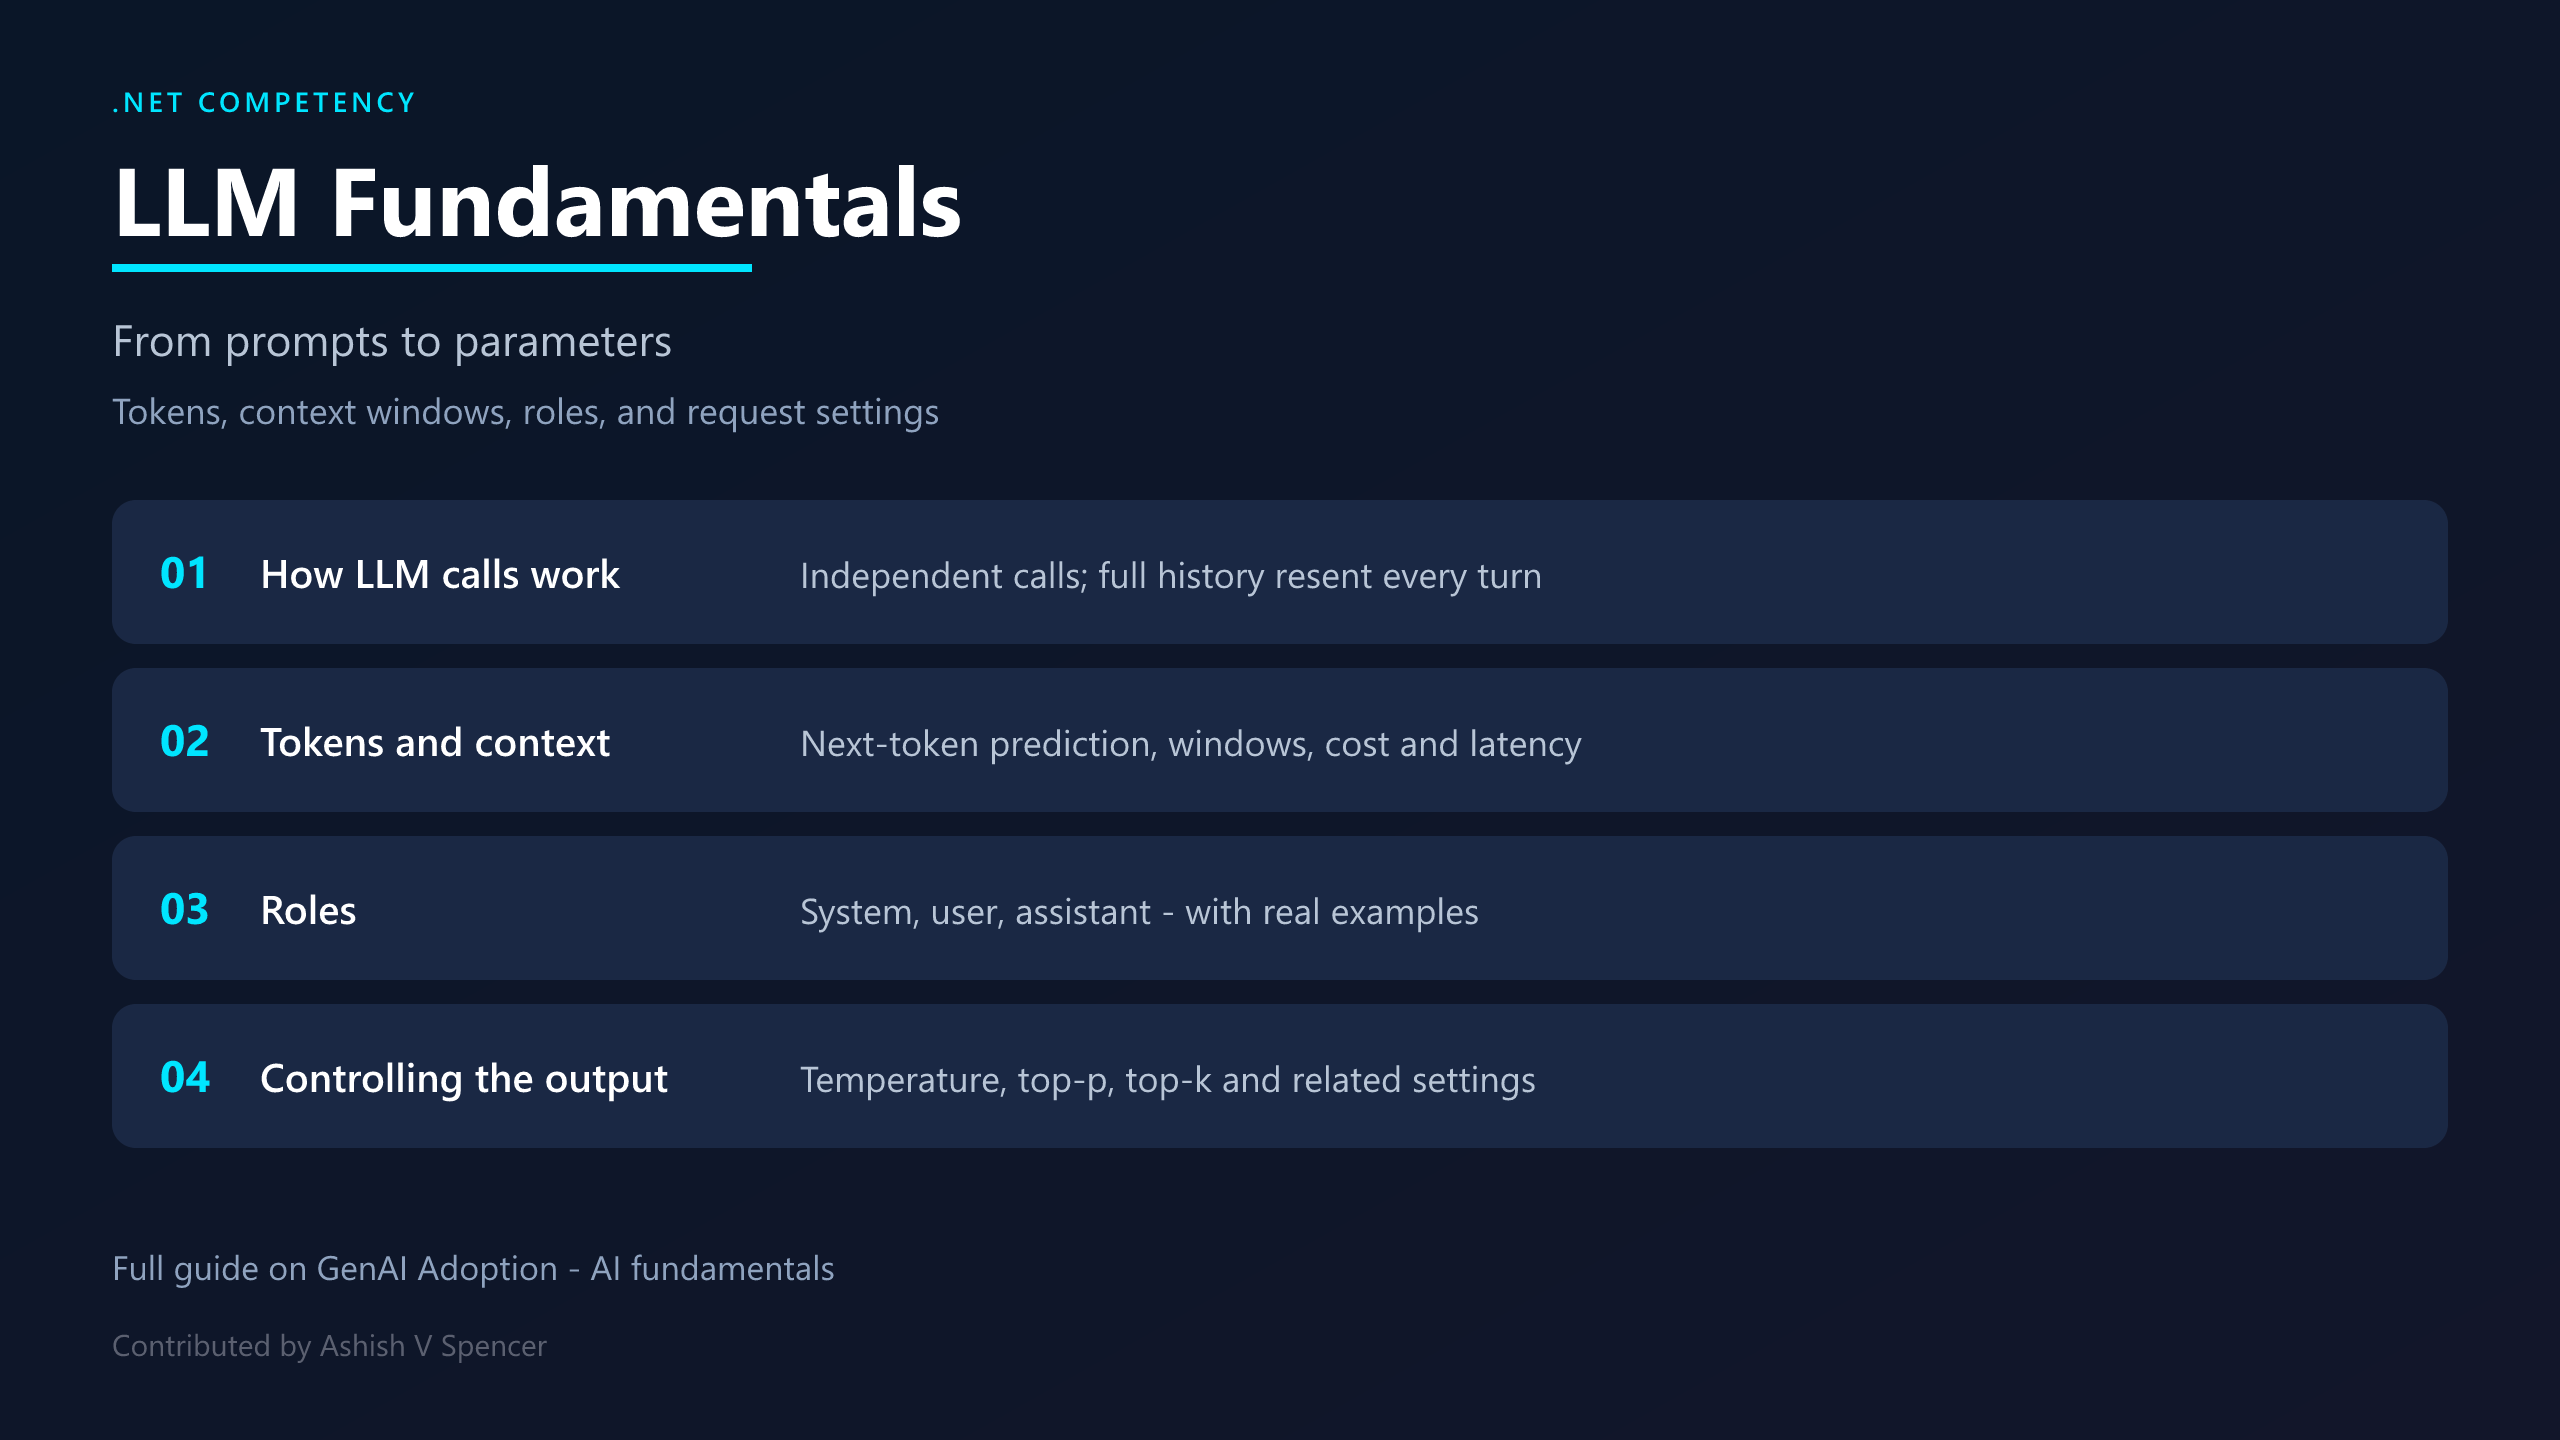 .NET COMPETENCY
LLM Fundamentals
From prompts to parameters
Tokens, context windows, roles, and request settings
01 How LLM calls work Independent calls; full history resent every turn
02 Tokens and context Next-token prediction, windows, cost and latency
03 Roles System, user, assistant - with real examples
04 Controlling the output Temperature, top-p, top-k and related settings
Full guide on GenAI Adoption - AI fundamentals
Contributed by Ashish V Spencer